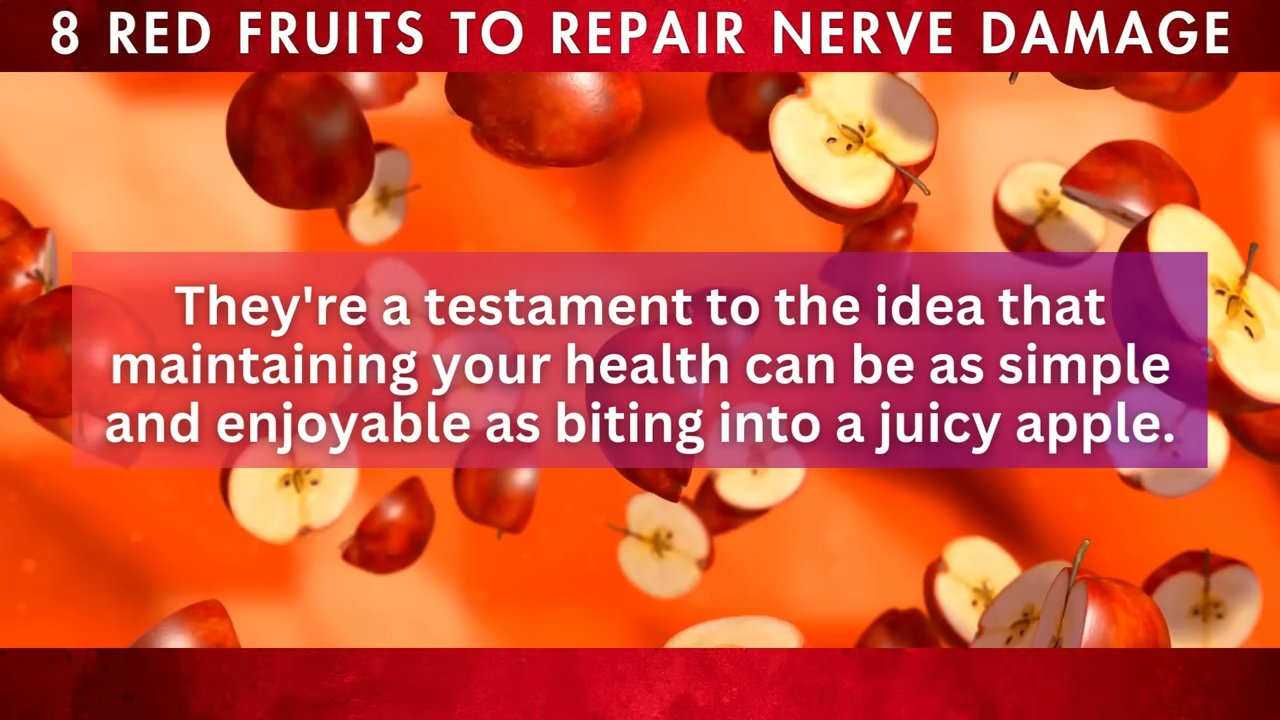 8 RED FRUITS TO REPAIR NERVE DAMAGE
They're a testament to the idea that
maintaining your health can be as simple
and enjoyable as biting into a juicy apple.